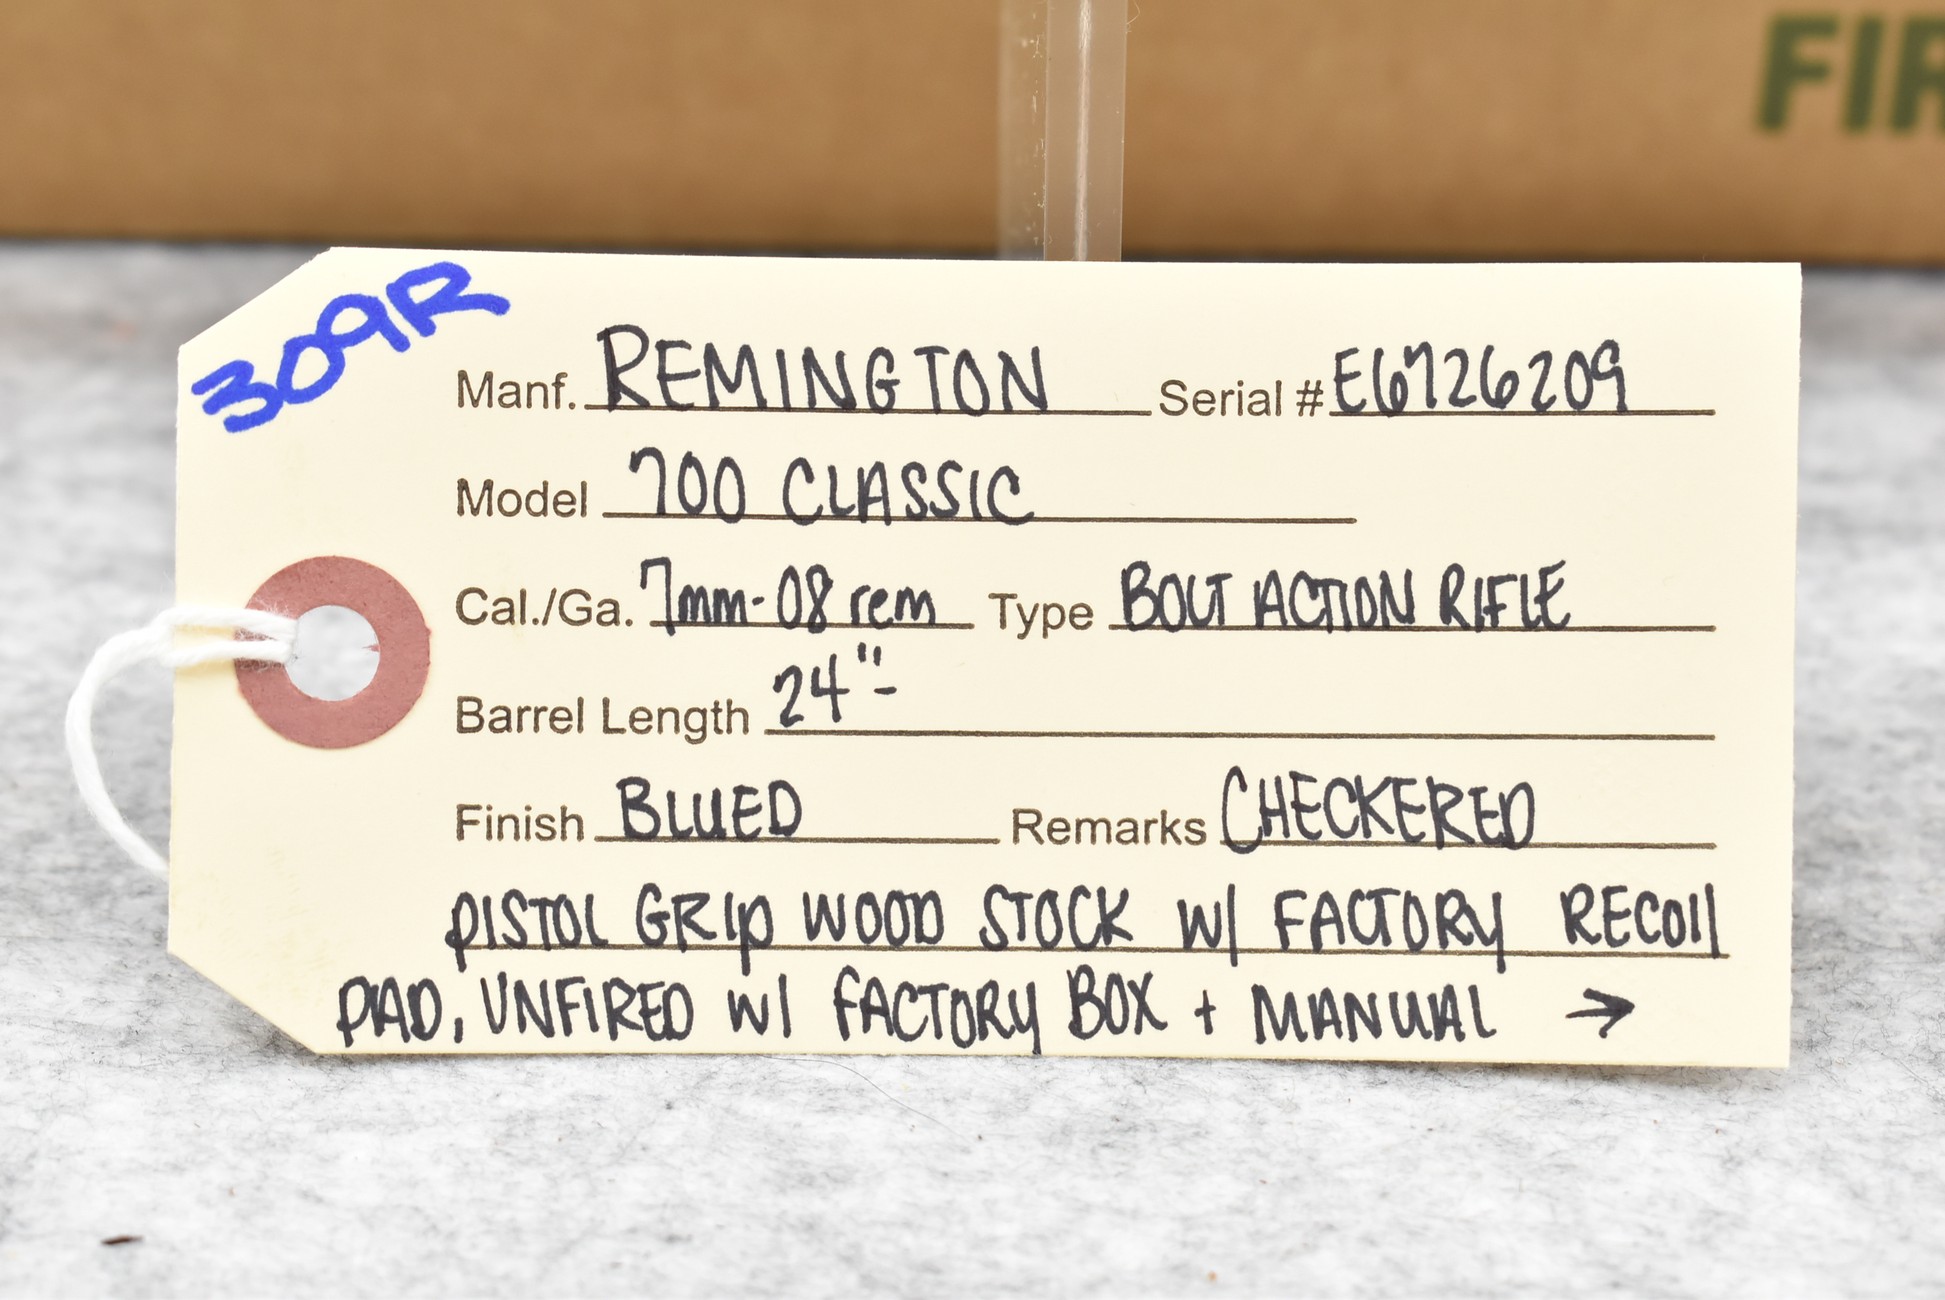 FIR
309R
Manf. REMINGTON Serial # E6726209
Model 700 CLASSIC
Cal./Ga. 7mm-08 rem Type BOLT ACTION RIFLE
Barrel Length 24"-
Finish BLUED Remarks CHECKERED
PISTOL GRIP WOOD STOCK W/ FACTORY RECOIL
PAD, UNFIRED W/ FACTORY BOX + MANUAL →